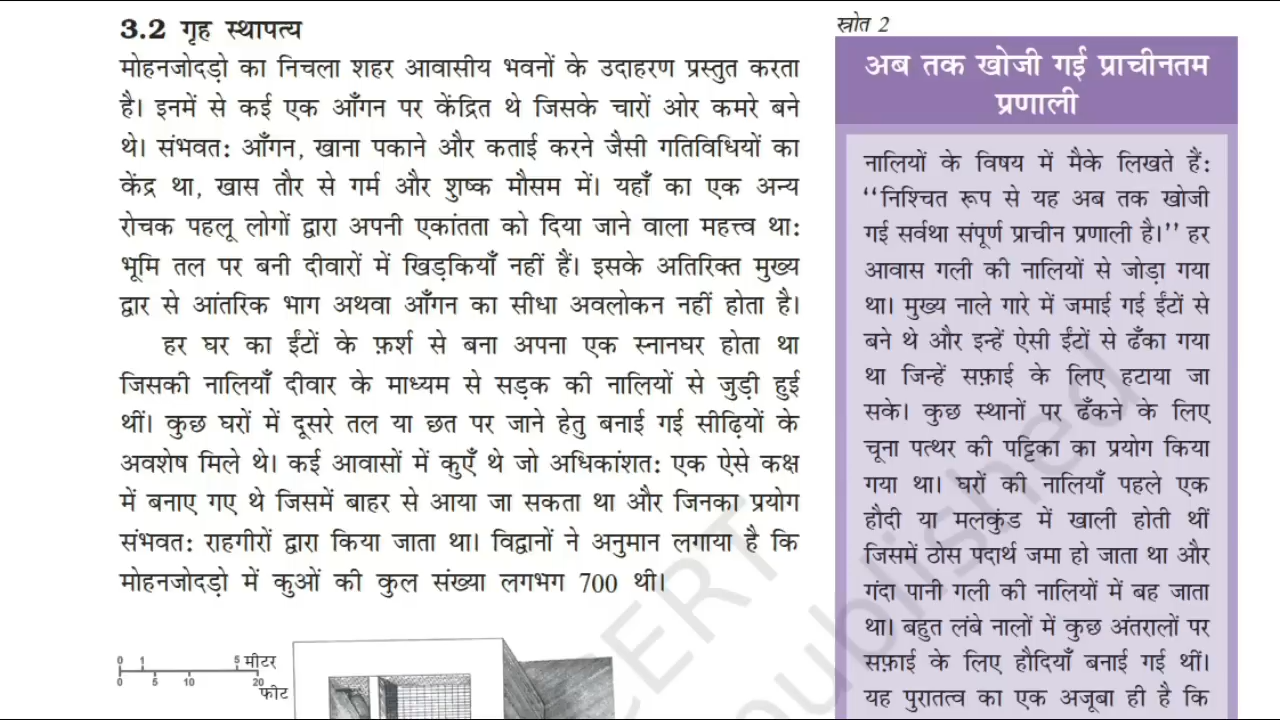 3.2 गृह स्थापत्य
मोहनजोदड़ो का निचला शहर आवासीय भवनों के उदाहरण प्रस्तुत करता
है। इनमें से कई एक आँगन पर केंद्रित थे जिसके चारों ओर कमरे बने
थे। संभवत: आँगन, खाना पकाने और कताई करने जैसी गतिविधियों का
केंद्र था, खास तौर से गर्म और शुष्क मौसम में। यहाँ का एक अन्य
रोचक पहलू लोगों द्वारा अपनी एकांतता को दिया जाने वाला महत्त्व था:
भूमि तल पर बनी दीवारों में खिड़कियाँ नहीं हैं। इसके अतिरिक्त मुख्य
द्वार से आंतरिक भाग अथवा आँगन का सीधा अवलोकन नहीं होता है।
हर घर का ईंटों के फ़र्श से बना अपना एक स्नानघर होता था
जिसकी नालियाँ दीवार के माध्यम से सड़क की नालियों से जुड़ी हुई
थीं। कुछ घरों में दूसरे तल या छत पर जाने हेतु बनाई गई सीढ़ियों के
अवशेष मिले थे। कई आवासों में कुएँ थे जो अधिकांशत: एक ऐसे कक्ष
में बनाए गए थे जिसमें बाहर से आया जा सकता था और जिनका प्रयोग
संभवत: राहगीरों द्वारा किया जाता था। विद्वानों ने अनुमान लगाया है कि
मोहनजोदड़ो में कुओं की कुल संख्या लगभग 700 थी।
0 1 5 मीटर
0 5 10 20 फीट
स्रोत 2
अब तक खोजी गई प्राचीनतम
प्रणाली
नालियों के विषय में मैके लिखते हैं:
‘‘निश्चित रूप से यह अब तक खोजी
गई सर्वथा संपूर्ण प्राचीन प्रणाली है।’’ हर
आवास गली की नालियों से जोड़ा गया
था। मुख्य नाले गारे में जमाई गई ईंटों से
बने थे और इन्हें ऐसी ईंटों से ढँका गया
था जिन्हें सफ़ाई के लिए हटाया जा
सके। कुछ स्थानों पर ढँकने के लिए
चूना पत्थर की पट्टिका का प्रयोग किया
गया था। घरों की नालियाँ पहले एक
हौदी या मलकुंड में खाली होती थीं
जिसमें ठोस पदार्थ जमा हो जाता था और
गंदा पानी गली की नालियों में बह जाता
था। बहुत लंबे नालों में कुछ अंतरालों पर
सफ़ाई के लिए हौदियाँ बनाई गई थीं।
यह पुरातत्व का एक अजूबा ही है कि